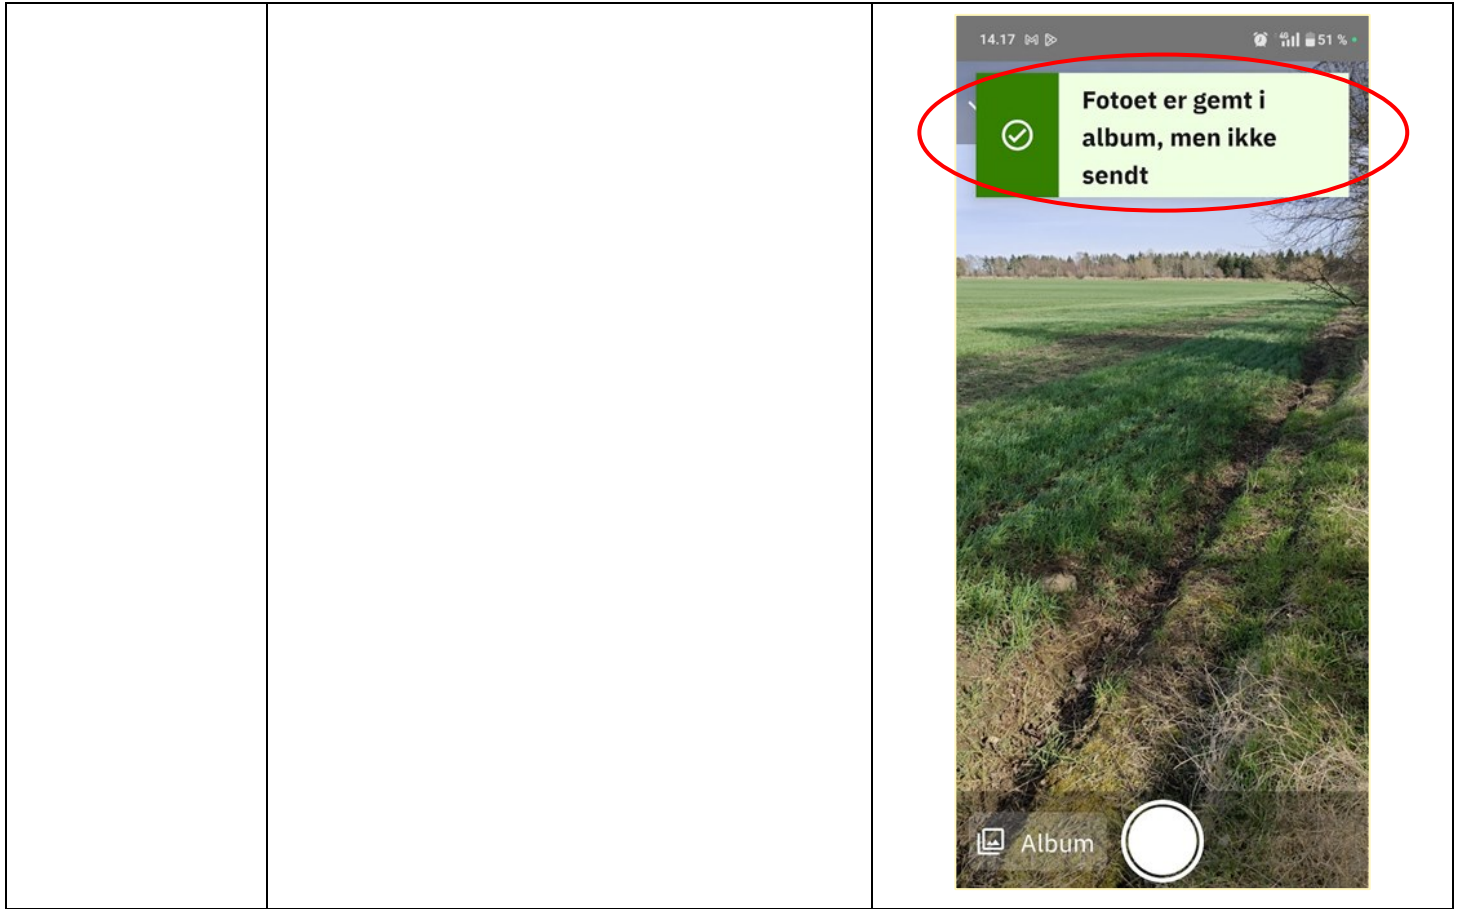 14.17 51 %
Fotoet er gemt i
album, men ikke
sendt
Album